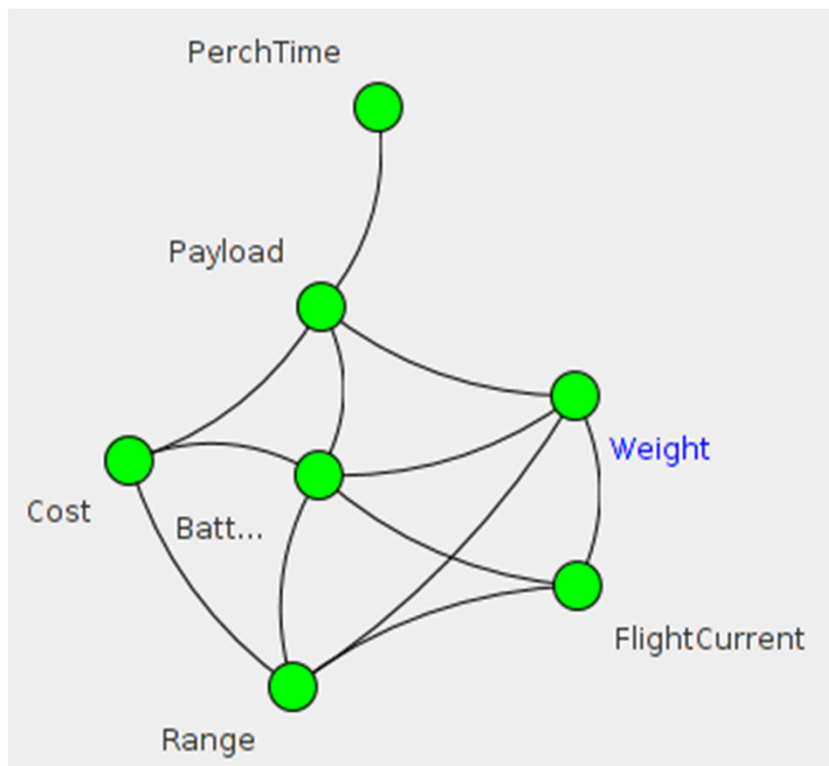 PerchTime
Payload
Weight
Cost
Batt...
FlightCurrent
Range